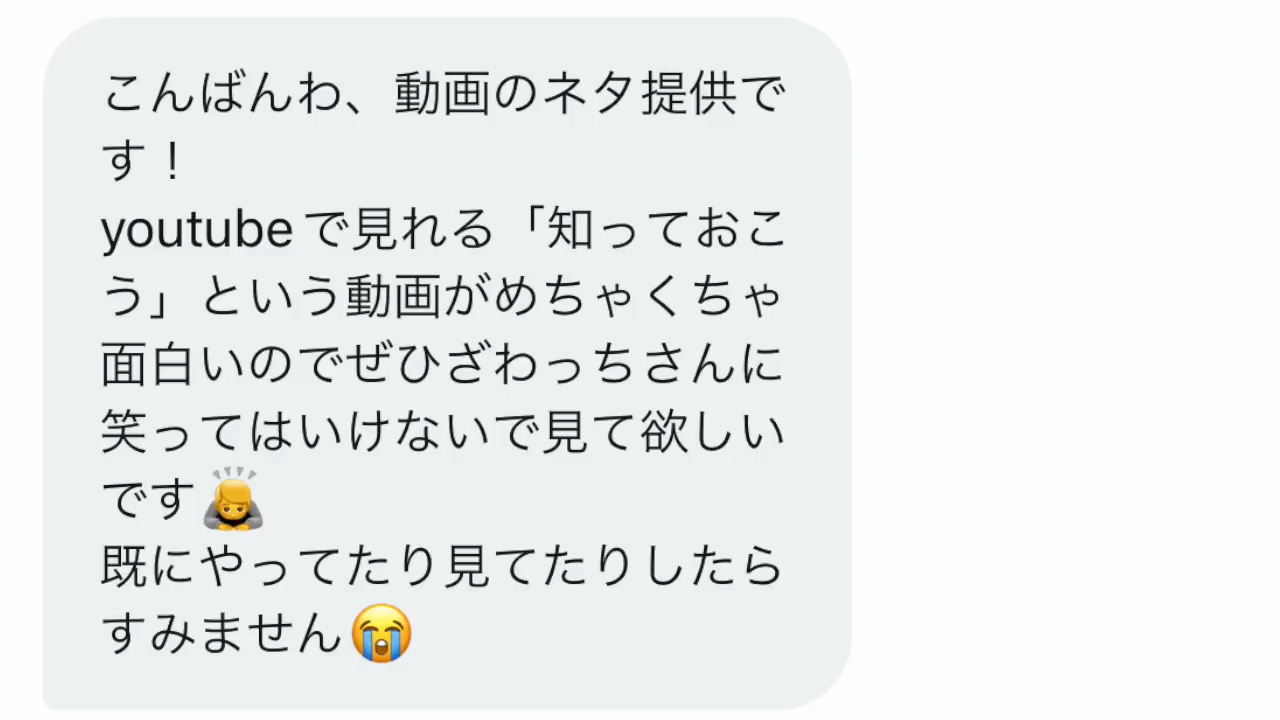 こんばんわ、動画のネタ提供で
す！
youtubeで見れる「知っておこ
う」という動画がめちゃくちゃ
面白いのでぜひざわっちさんに
笑ってはいけないで見て欲しい
です🙇
既にやってたり見てたりしたら
すみません😭